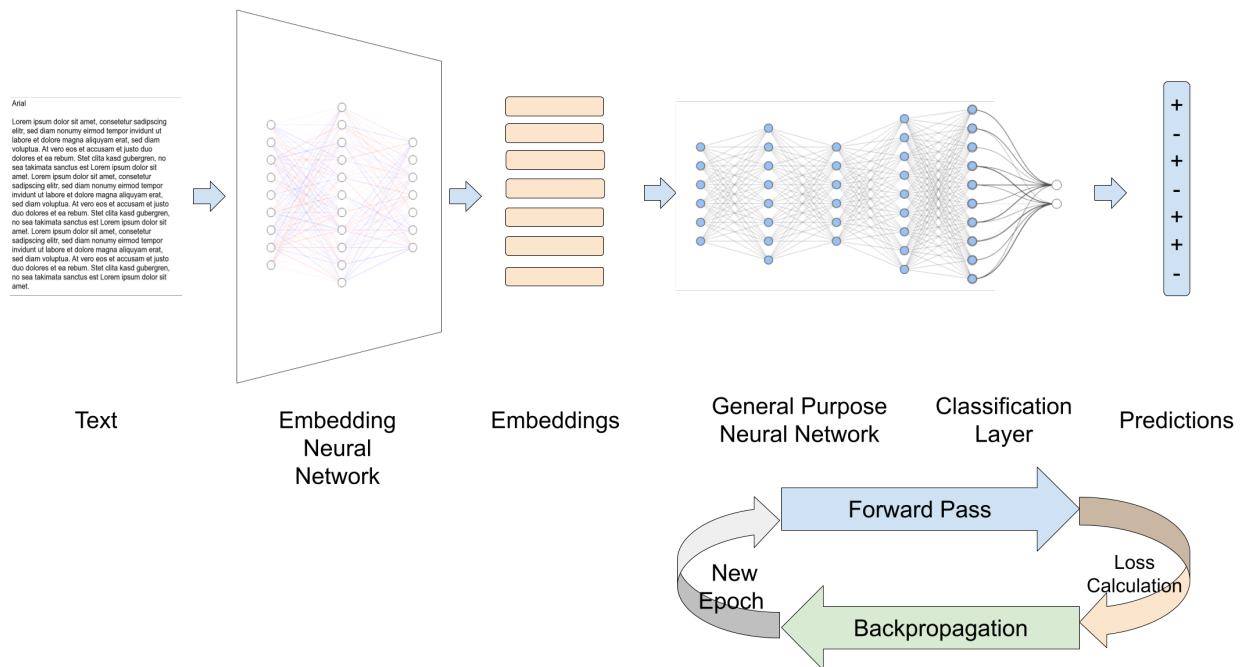 Arial
Lorem ipsum dolor sit amet, consetetur sadipscing
elitr, sed diam nonumy eirmod tempor invidunt ut
labore et dolore magna aliquyam erat, sed diam
voluptua. At vero eos et accusam et justo duo
dolores et ea rebum. Stet clita kasd gubergren, no
sea takimata sanctus est Lorem ipsum dolor sit
amet. Lorem ipsum dolor sit amet, consetetur
sadipscing elitr, sed diam nonumy eirmod tempor
invidunt ut labore et dolore magna aliquyam erat,
sed diam voluptua. At vero eos et accusam et justo
duo dolores et ea rebum. Stet clita kasd gubergren,
no sea takimata sanctus est Lorem ipsum dolor sit
amet. Lorem ipsum dolor sit amet, consetetur
sadipscing elitr, sed diam nonumy eirmod tempor
invidunt ut labore et dolore magna aliquyam erat,
sed diam voluptua. At vero eos et accusam et justo
duo dolores et ea rebum. Stet clita kasd gubergren,
no sea takimata sanctus est Lorem ipsum dolor sit
amet.
+
-
+
-
+
+
-
Text
Embedding
Neural
Network
Embeddings
General Purpose
Neural Network
Classification
Layer
Predictions
Forward Pass
Loss
Calculation
New
Epoch
Backpropagation